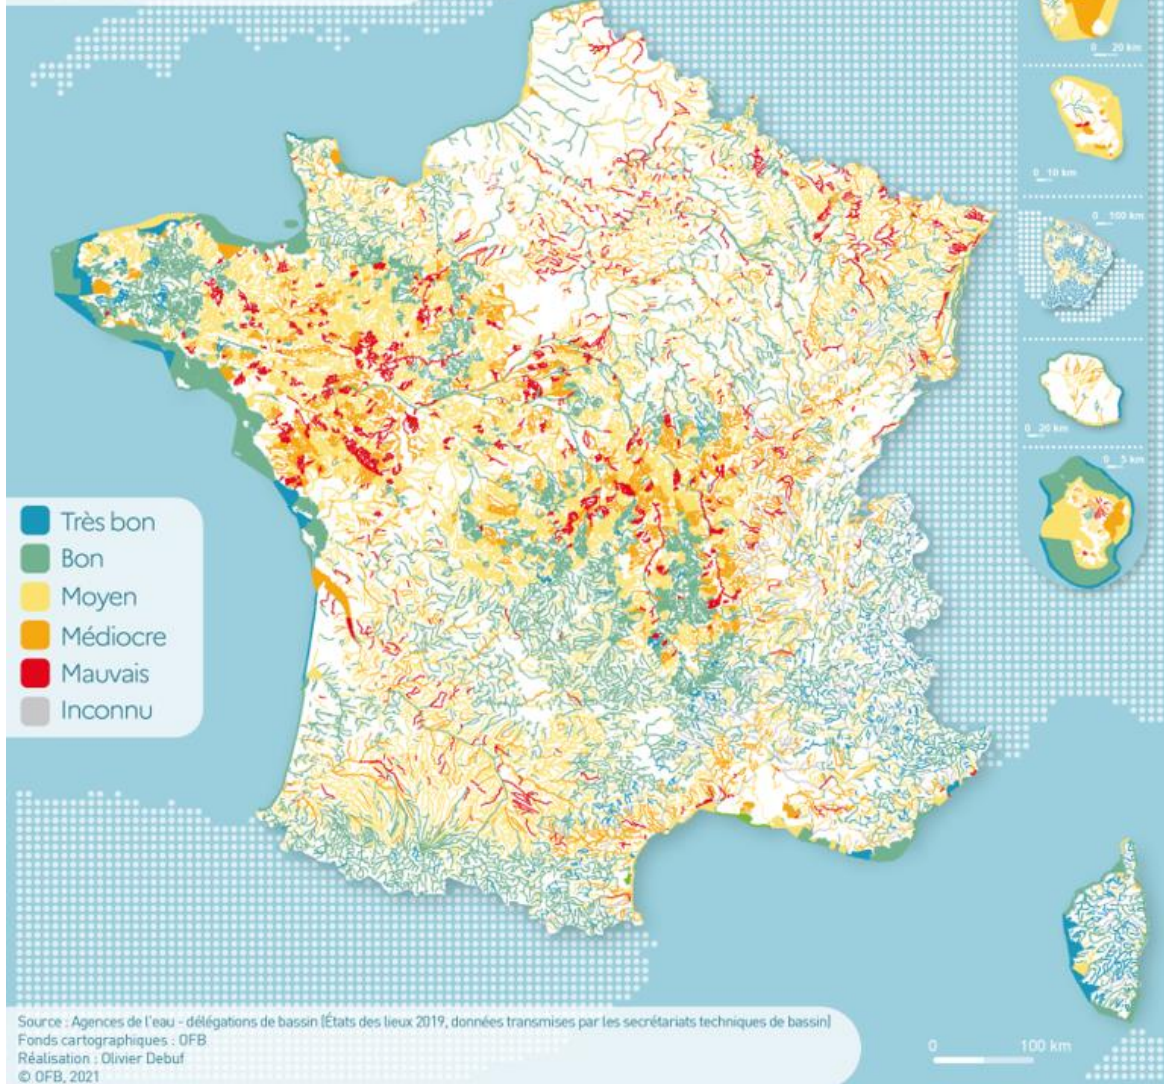 0 20 km
0 10 km
0 100 km
0 20 km
0 5 km
Très bon
Bon
Moyen
Médiocre
Mauvais
Inconnu
Source : Agences de l'eau - délégations de bassin (États des lieux 2019, données transmises par les secrétariats techniques de bassin)
Fonds cartographiques : OFB
Réalisation : Olivier Debuf
© OFB, 2021
0 100 km